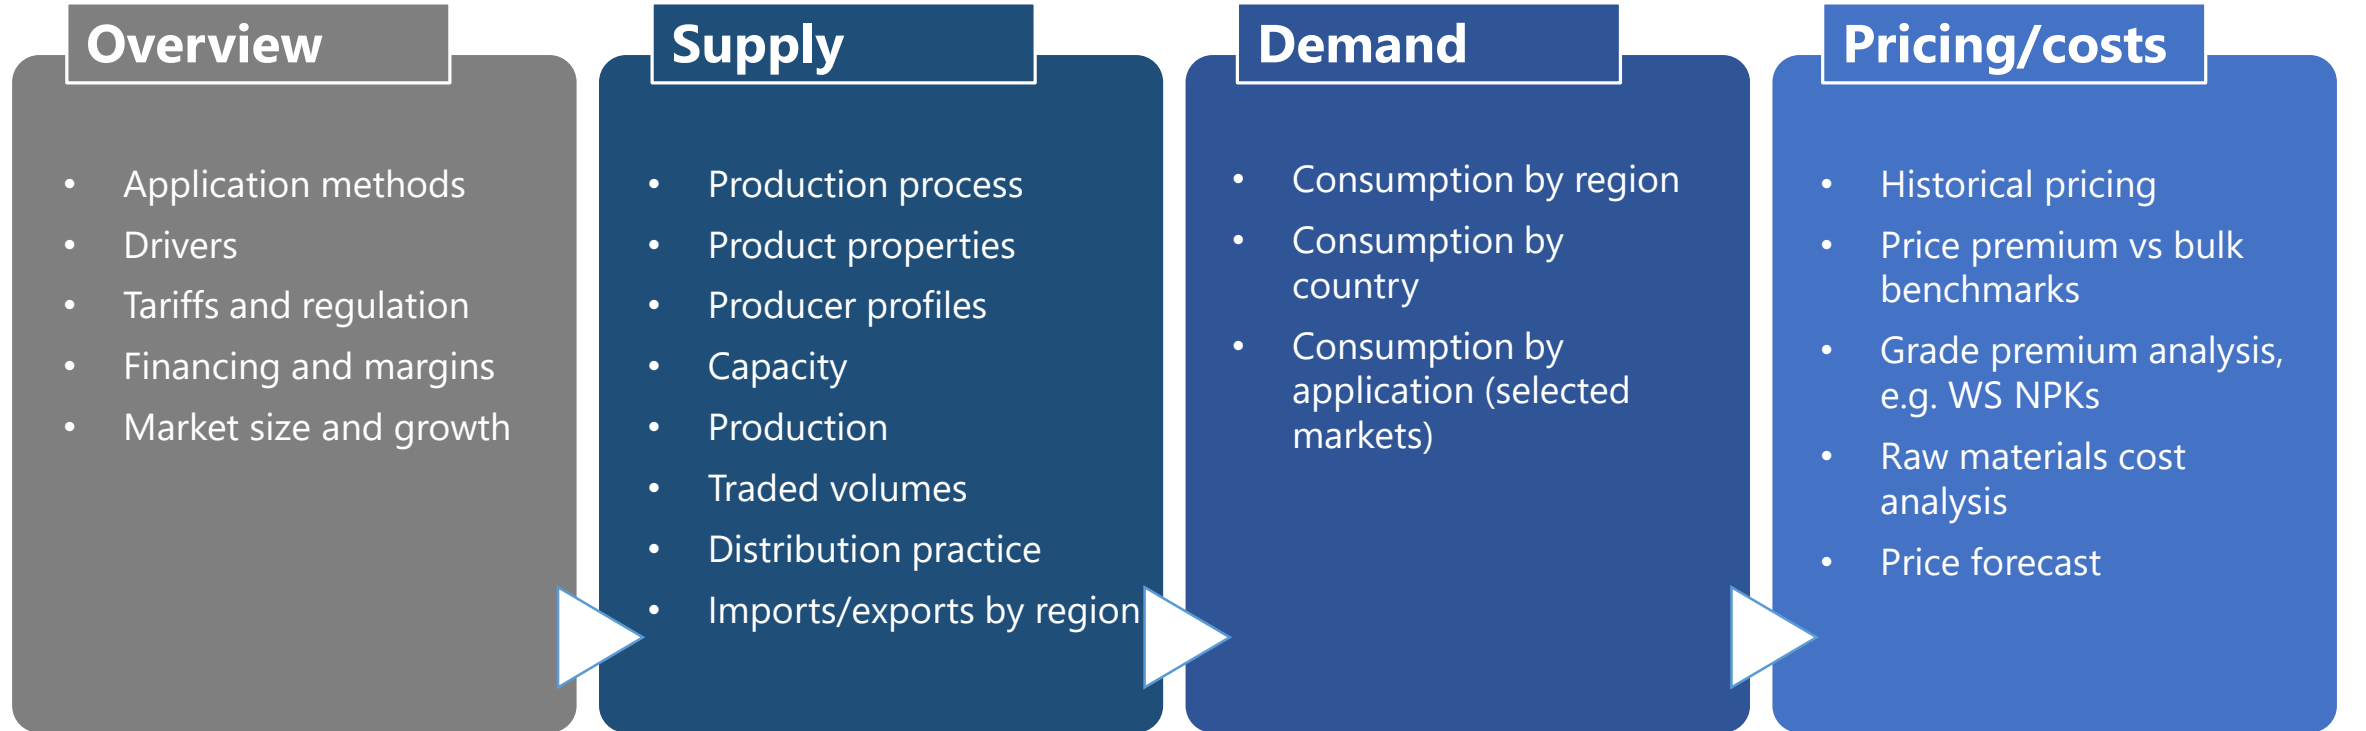 Overview
• Application methods
• Drivers
• Tariffs and regulation
• Financing and margins
• Market size and growth
Supply
• Production process
• Product properties
• Producer profiles
• Capacity
• Production
• Traded volumes
• Distribution practice
• Imports/exports by region
Demand
• Consumption by region
• Consumption by
country
• Consumption by
application (selected
markets)
Pricing/costs
• Historical pricing
• Price premium vs bulk
benchmarks
• Grade premium analysis,
e.g. WS NPKs
• Raw materials cost
analysis
• Price forecast